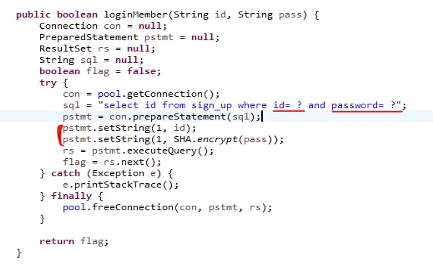 public boolean loginMember(String id, String pass) {
Connection con = null;
PreparedStatement pstmt = null;
ResultSet rs = null;
String sql = null;
boolean flag = false;
try {
con = pool.getConnection();
sql = "select id from sign_up where id= ? and password= ?";
pstmt = con.prepareStatement(sql);
pstmt.setString(1, id);
pstmt.setString(1, SHA.encrypt(pass));
rs = pstmt.executeQuery();
flag = rs.next();
} catch (Exception e) {
e.printStackTrace();
} finally {
pool.freeConnection(con, pstmt, rs);
}
return flag;
}